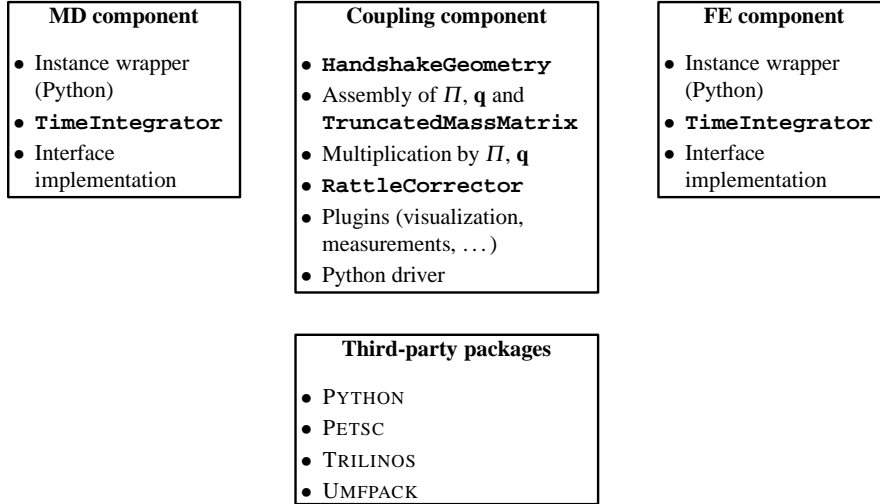 MD component
• Instance wrapper
(Python)
• TimeIntegrator
• Interface
implementation
Coupling component
• HandshakeGeometry
• Assembly of Π, q and
TruncatedMassMatrix
• Multiplication by Π, q
• RattleCorrector
• Plugins (visualization,
measurements, ...)
• Python driver
FE component
• Instance wrapper
(Python)
• TimeIntegrator
• Interface
implementation
Third-party packages
• PYTHON
• PETSC
• TRILINOS
• UMFPACK